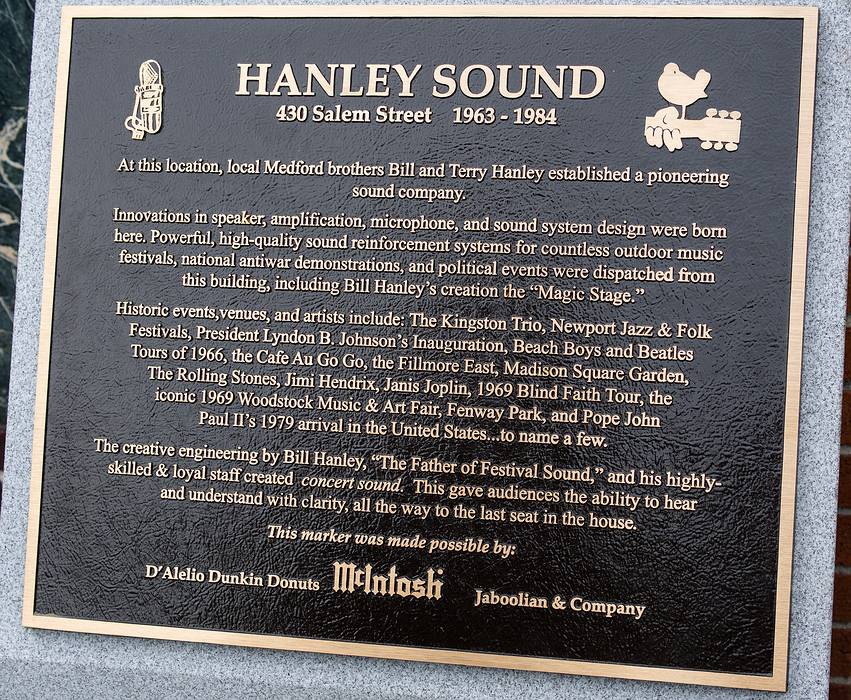 HANLEY SOUND
430 Salem Street 1963 - 1984
At this location, local Medford brothers Bill and Terry Hanley established a pioneering
sound company.
Innovations in speaker, amplification, microphone, and sound system design were born
here. Powerful, high-quality sound reinforcement systems for countless outdoor music
festivals, national antiwar demonstrations, and political events were dispatched from
this building, including Bill Hanley's creation the “Magic Stage.”
Historic events,venues, and artists include: The Kingston Trio, Newport Jazz & Folk
Festivals, President Lyndon B. Johnson's Inauguration, Beach Boys and Beatles
Tours of 1966, the Cafe Au Go Go, the Fillmore East, Madison Square Garden,
The Rolling Stones, Jimi Hendrix, Janis Joplin, 1969 Blind Faith Tour, the
iconic 1969 Woodstock Music & Art Fair, Fenway Park, and Pope John
Paul II's 1979 arrival in the United States...to name a few.
The creative engineering by Bill Hanley, “The Father of Festival Sound,” and his highly-
skilled & loyal staff created concert sound. This gave audiences the ability to hear
and understand with clarity, all the way to the last seat in the house.
This marker was made possible by:
D'Alelio Dunkin Donuts McIntosh Jaboolian & Company